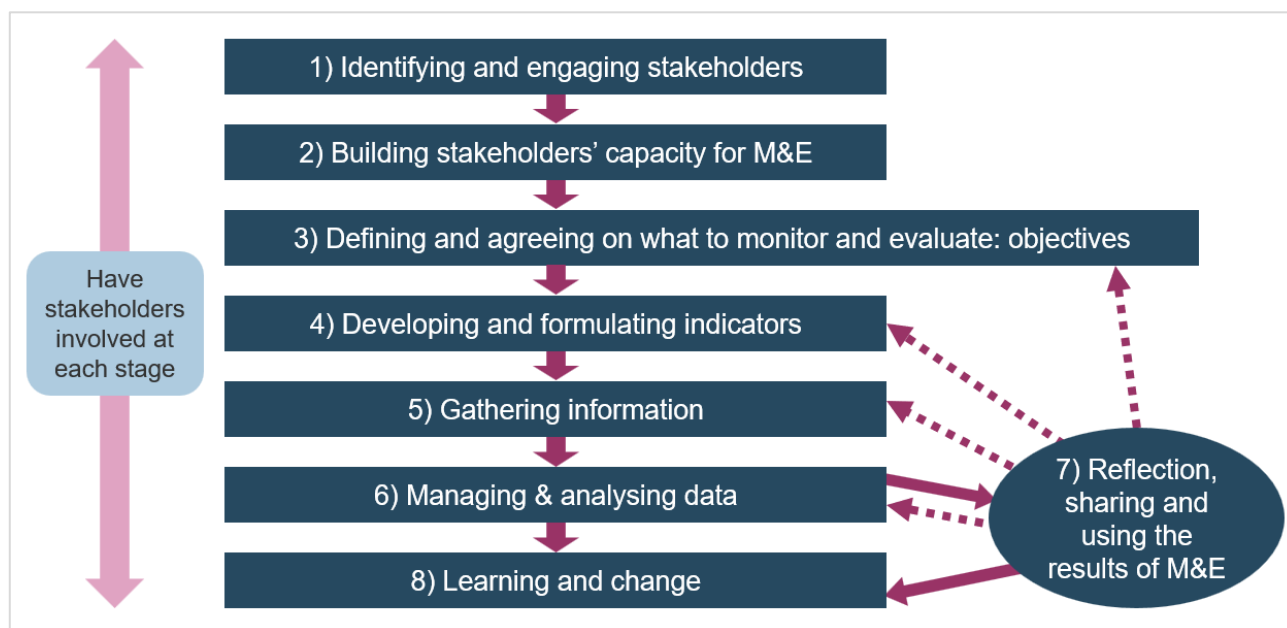 1) Identifying and engaging stakeholders
2) Building stakeholders’ capacity for M&E
3) Defining and agreeing on what to monitor and evaluate: objectives
Have
stakeholders
involved at
each stage
4) Developing and formulating indicators
5) Gathering information
6) Managing & analysing data
7) Reflection,
sharing and
using the
results of M&E
8) Learning and change